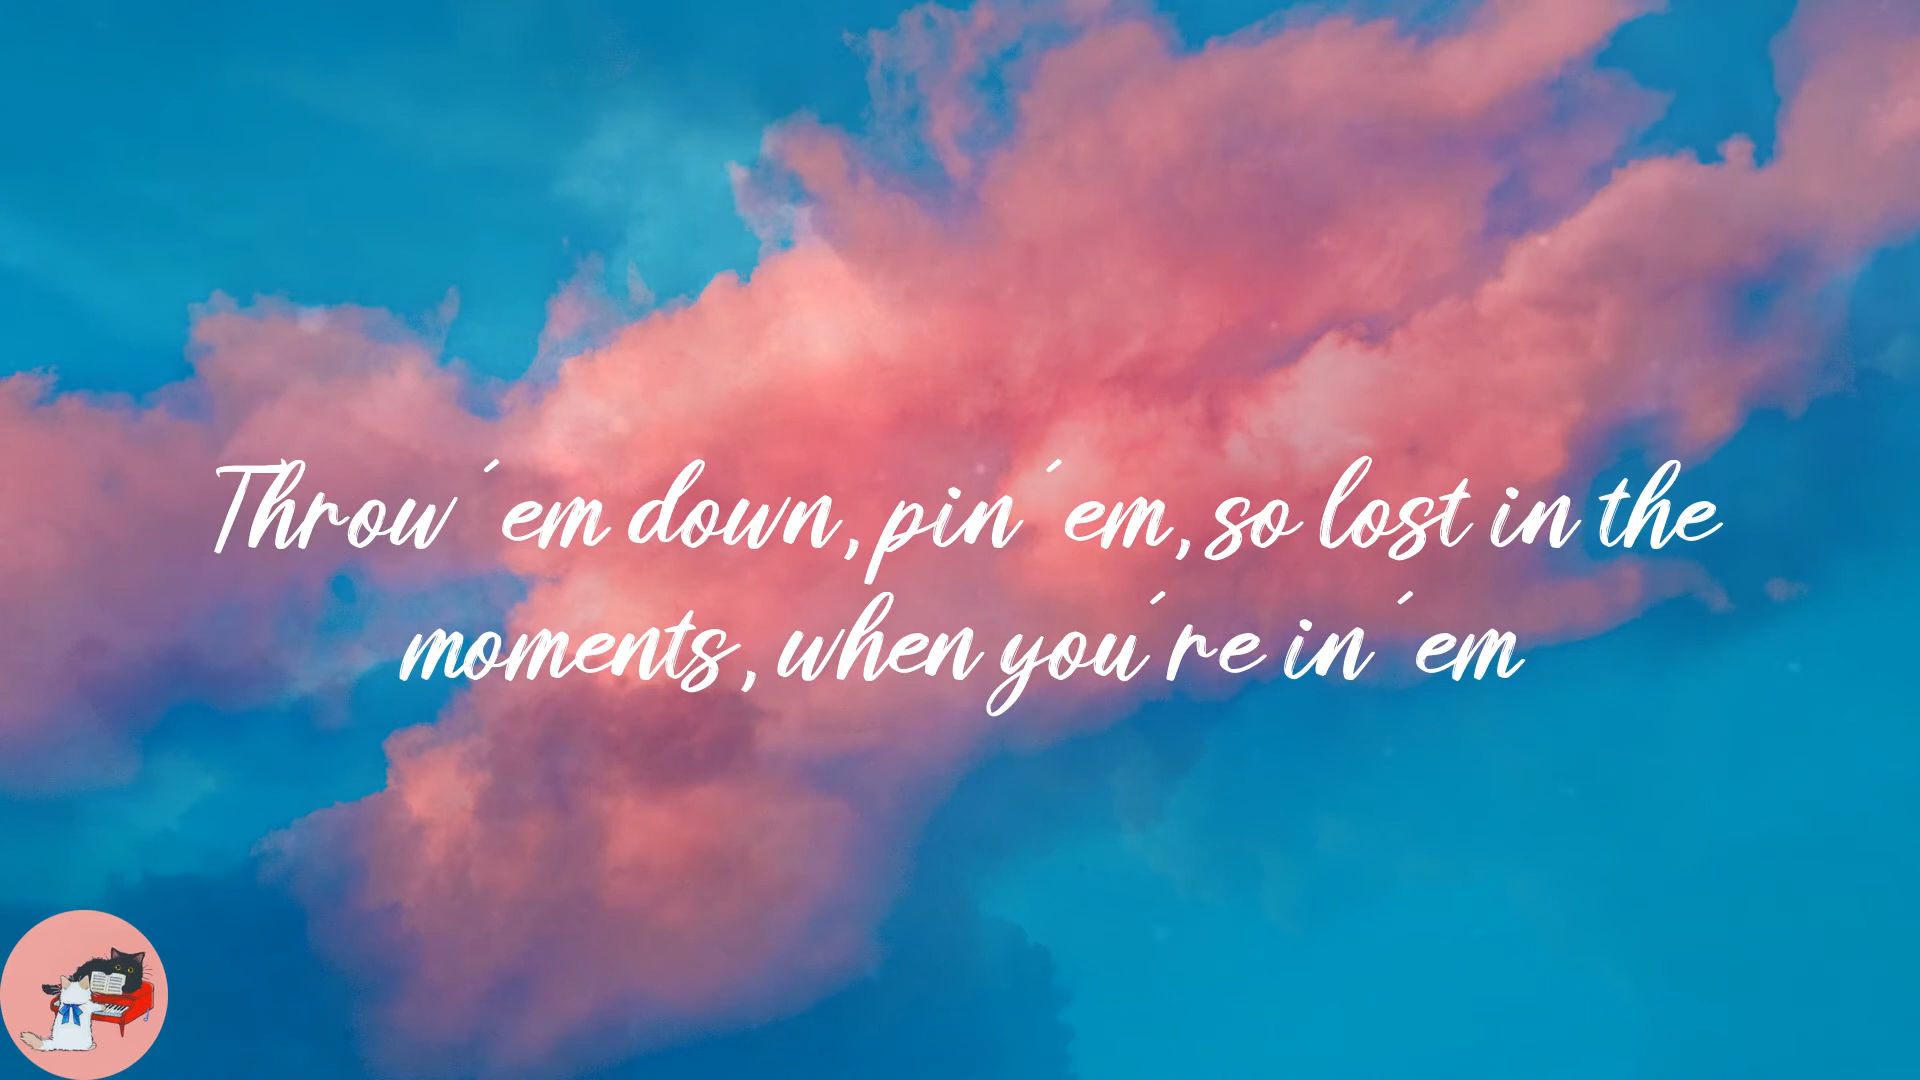 Throw ´em down, pin´em, so lost in the
moments, when you´re in´em